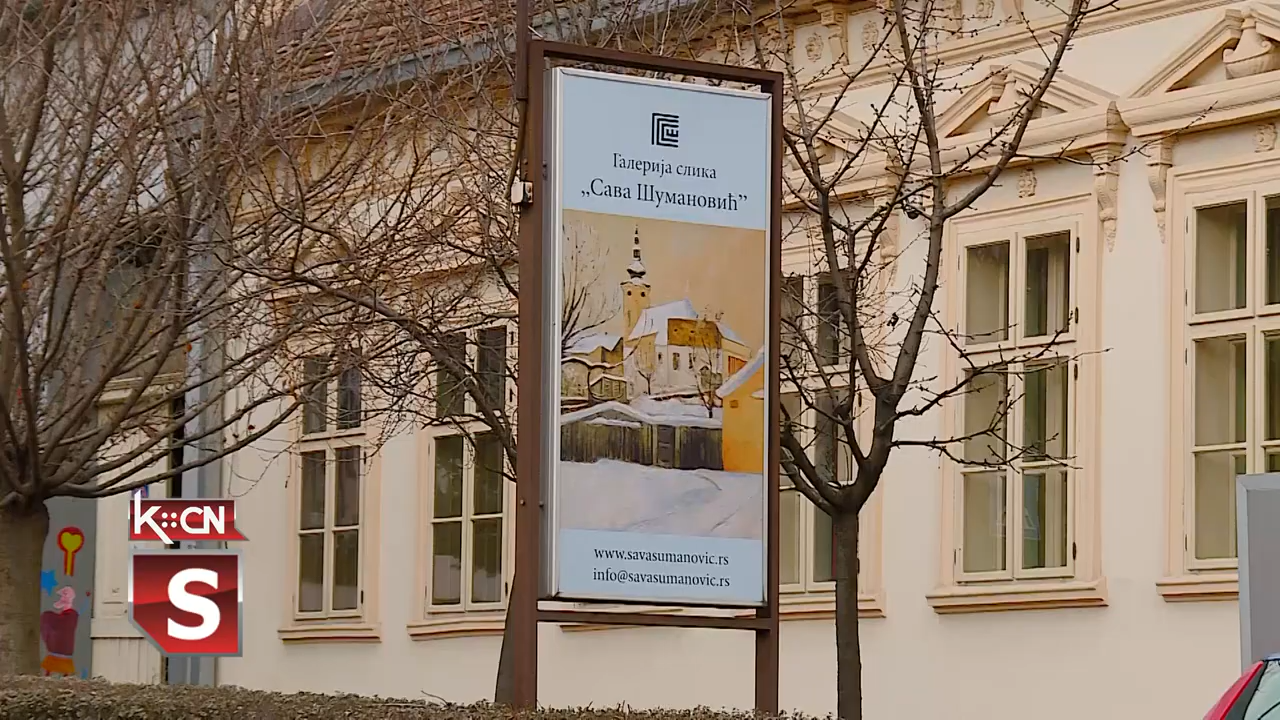 Галерија слика
„Сава Шумановић”
www.savasumanovic.rs
info@savasumanovic.rs
K::CN
S